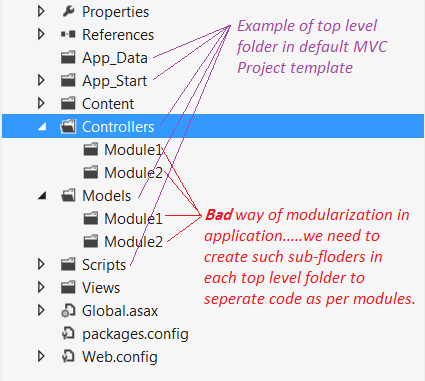 Properties
References
App_Data
App_Start
Content
Controllers
Module1
Module2
Models
Module1
Module2
Scripts
Views
Global.asax
packages.config
Web.config
Example of top level
folder in default MVC
Project template
Bad way of modularization in
application.....we need to
create such sub-floders in
each top level folder to
seperate code as per modules.